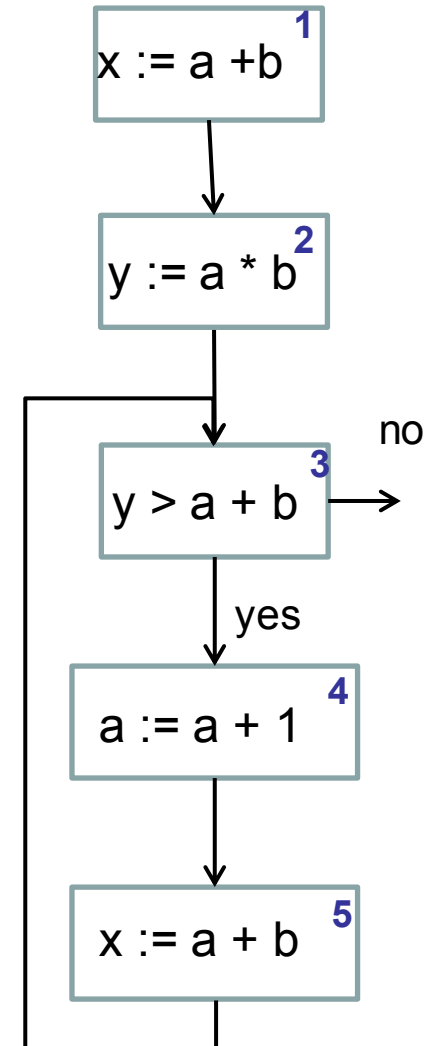 1
x := a +b
2
y := a * b
no
3
y > a + b
yes
4
a := a + 1
5
x := a + b